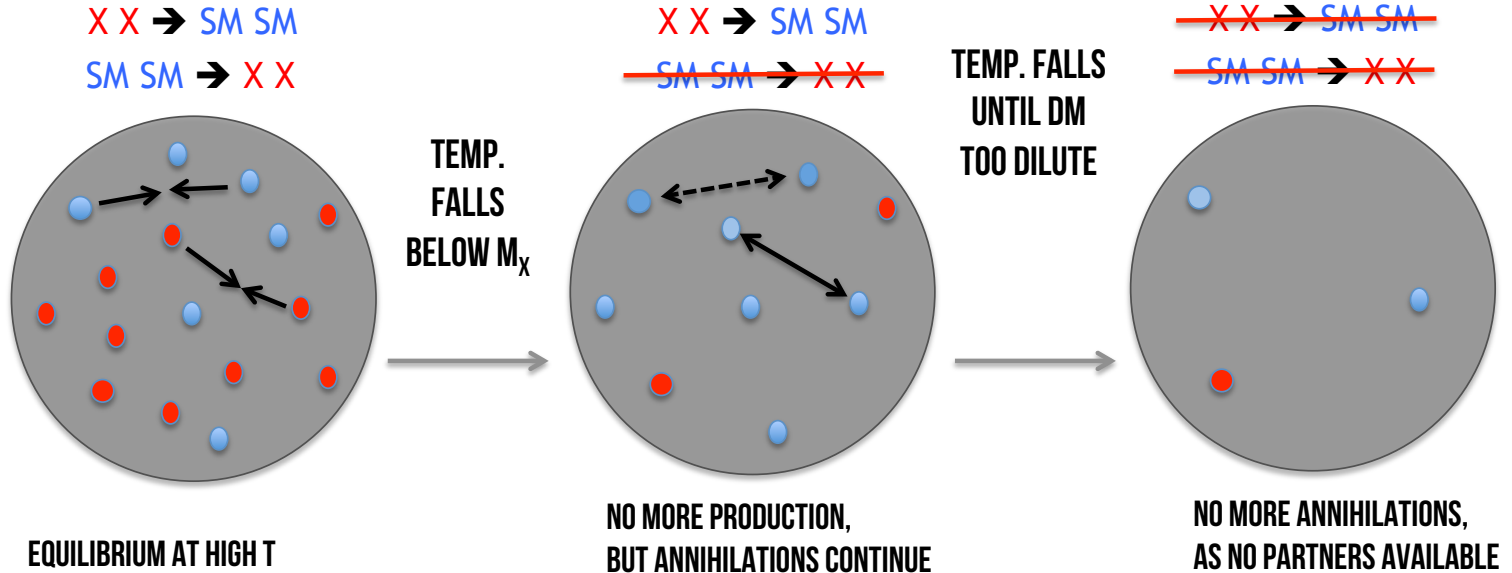 X X ➔ SM SM
SM SM ➔ X X
EQUILIBRIUM AT HIGH T
TEMP.
FALLS
BELOW Mₓ
X X ➔ SM SM
SM SM ➔ X X
NO MORE PRODUCTION,
BUT ANNIHILATIONS CONTINUE
TEMP. FALLS
UNTIL DM
TOO DILUTE
X X ➔ SM SM
SM SM ➔ X X
NO MORE ANNIHILATIONS,
AS NO PARTNERS AVAILABLE